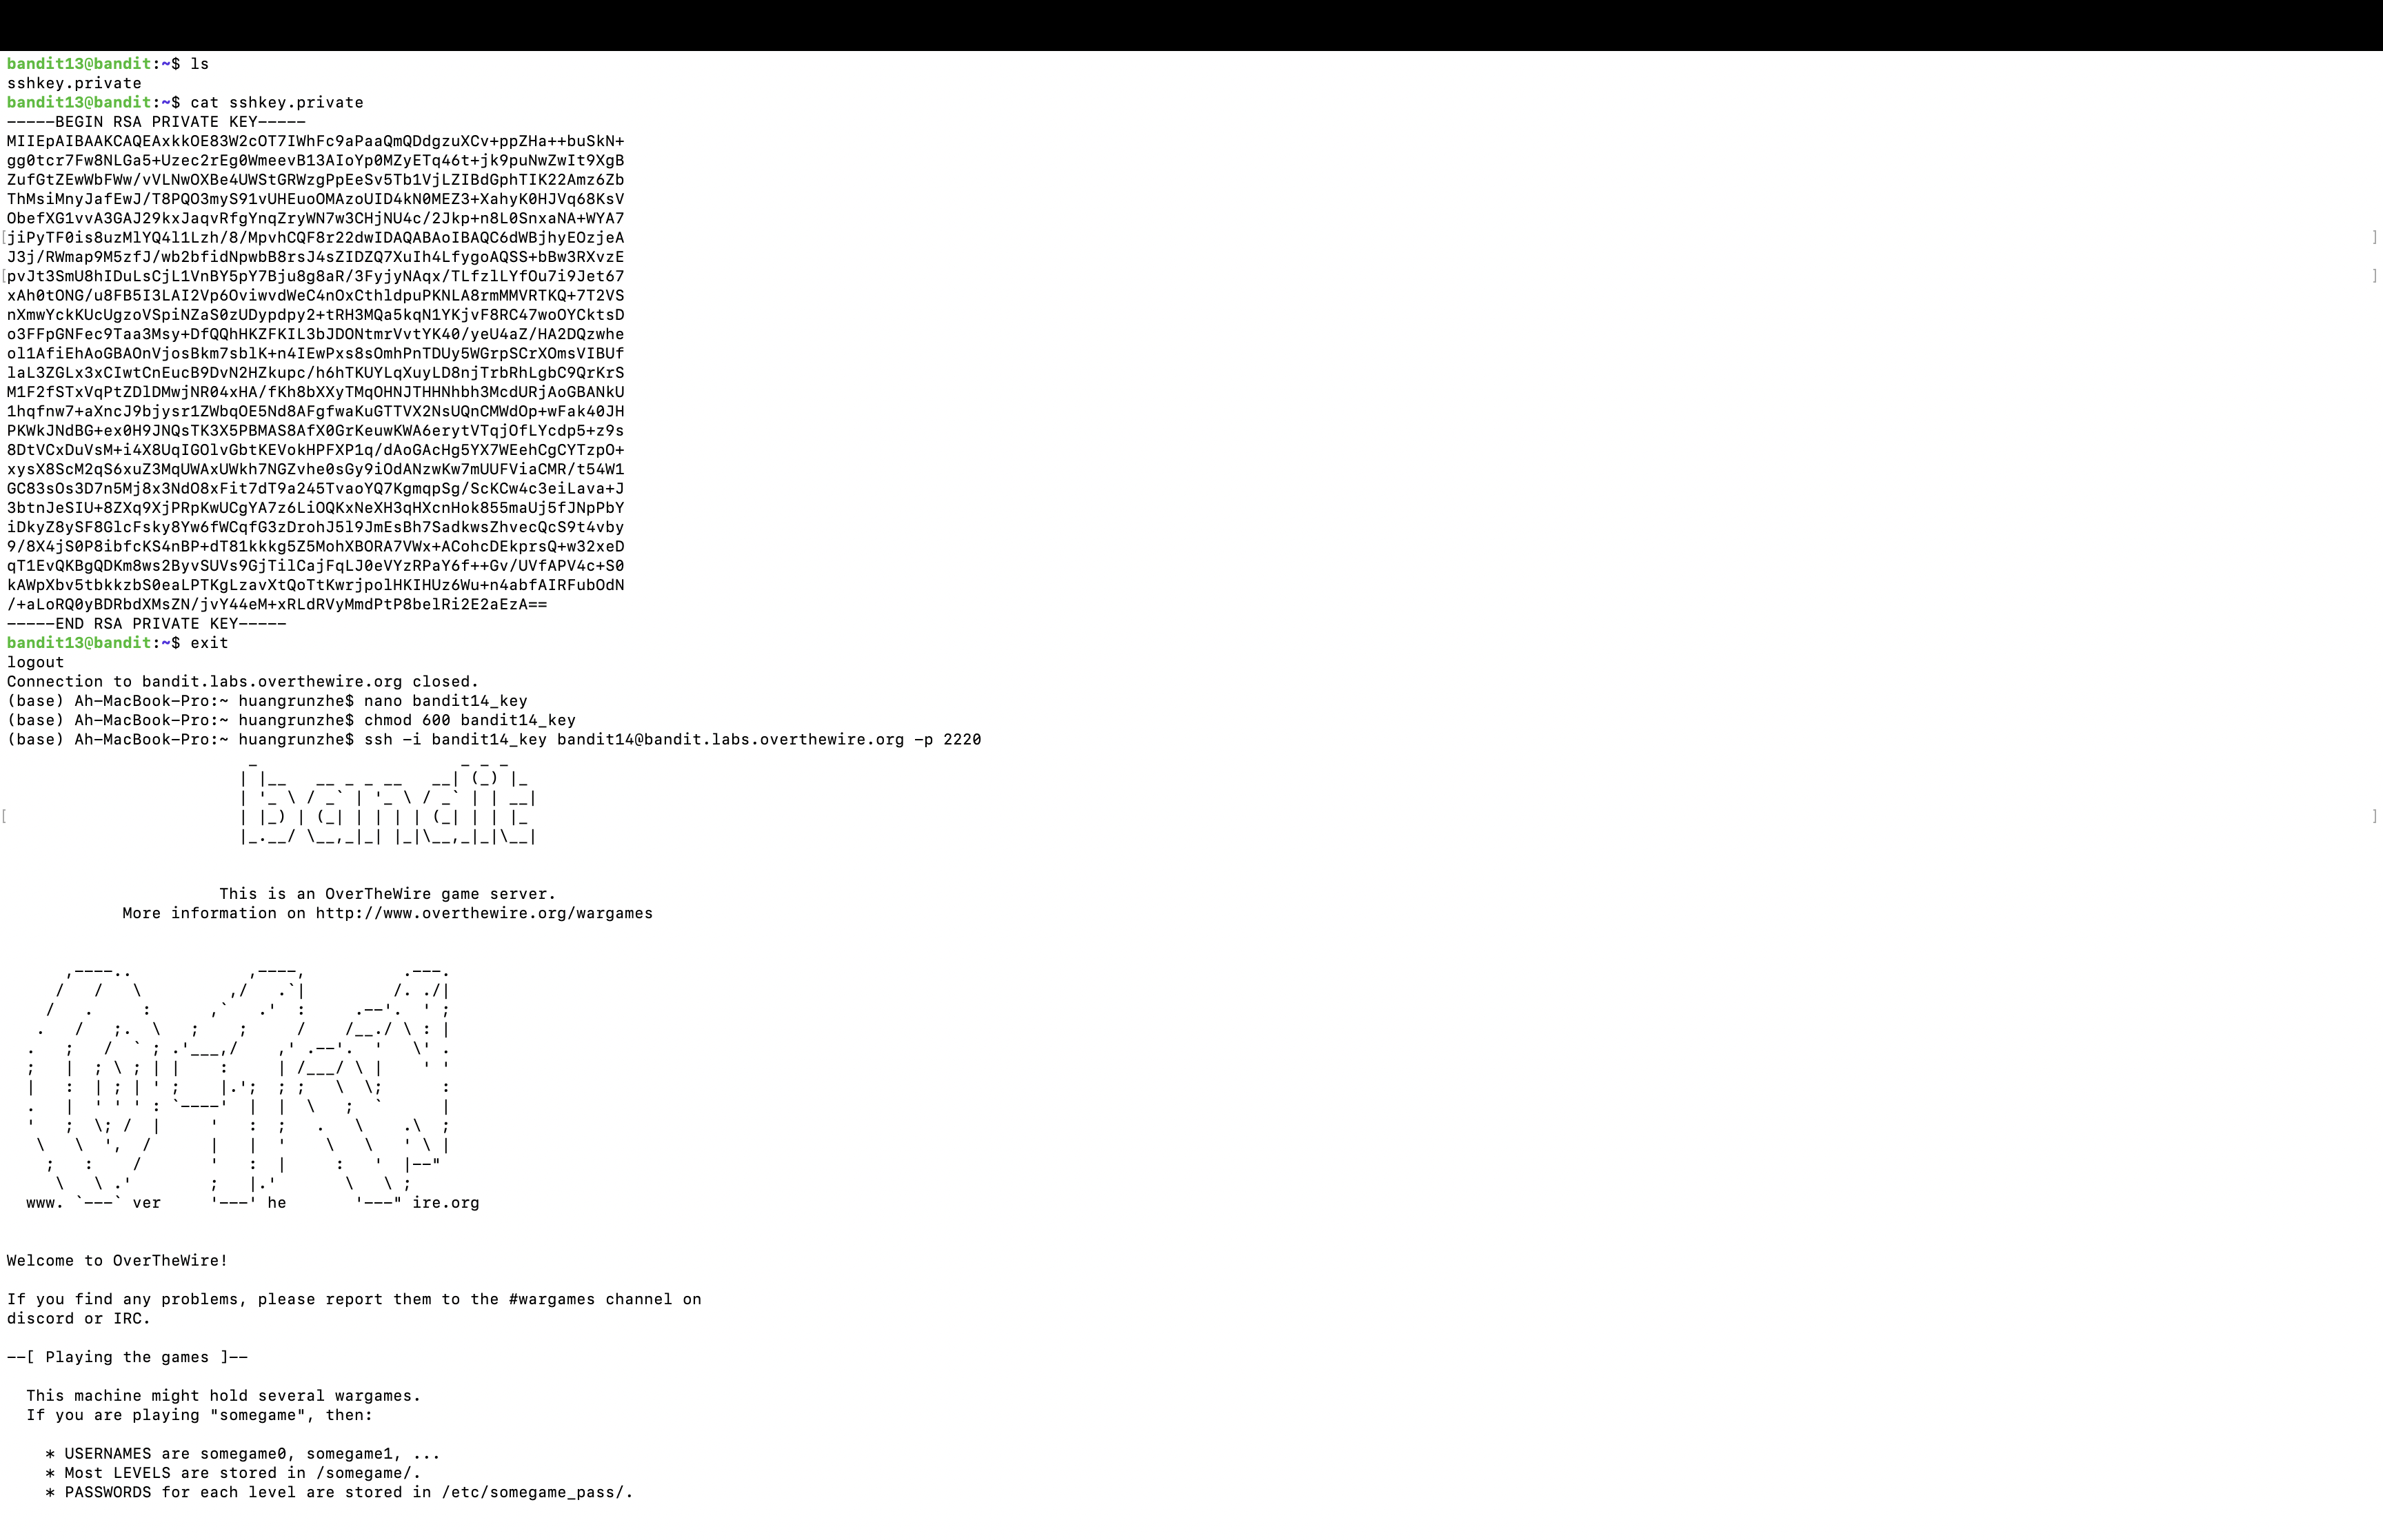 bandit13@bandit:~$ ls
sshkey.private
bandit13@bandit:~$ cat sshkey.private
-----BEGIN RSA PRIVATE KEY-----
MIIEpAIBAAKCAQEAxkkOE83W2cOT7IWhFc9aPaaQmQDdgzuXCv+ppZHa++buSkN+
gg0tcr7Fw8NLGa5+Uzec2rEg0WmeevB13AIoYp0MZyETq46t+jk9puNwZwIt9XgB
ZufGtZEwWbFWw/vVLNwOXBe4UWStGRWzgPpEeSv5Tb1VjLZIBdGphTIK22Amz6Zb
ThMsiMnyJafEwJ/T8PQO3myS91vUHEuoOMAzoUID4kN0MEZ3+XahyK0HJVq68KsV
ObefXG1vvA3GAJ29kxJaqvRfgYnqZryWN7w3CHjNU4c/2Jkp+n8L0SnxaNA+WYA7
jiPyTF0is8uzMlYQ4l1Lzh/8/MpvhCQF8r22dwIDAQABAoIBAQC6dWBjhyEOzjeA
J3j/RWmap9M5zfJ/wb2bfidNpwbB8rsJ4sZIDZQ7XuIh4LfygoAQSS+bBw3RXvzE
pvJt3SmU8hIDuLsCjL1VnBY5pY7Bju8g8aR/3FyjyNAqx/TLfzlLYfOu7i9Jet67
xAh0tONG/u8FB5I3LAI2Vp6OviwvdWeC4nOxCthldpuPKNLA8rmMMVRTKQ+7T2VS
nXmwYckKUcUgzoVSpiNZaS0zUDypdpy2+tRH3MQa5kqN1YKjvF8RC47woOYCktsD
o3FFpGNFec9Taa3Msy+DfQQhHKZFKIL3bJDONtmrVvtYK40/yeU4aZ/HA2DQzwhe
ol1AfiEhAoGBAOnVjosBkm7sblK+n4IEwPxs8sOmhPnTDUy5WGrpSCrXOmsVIBUf
laL3ZGLx3xCIwtCnEucB9DvN2HZkupc/h6hTKUYLqXuyLD8njTrbRhLgbC9QrKrS
M1F2fSTxVqPtZDlDMwjNR04xHA/fKh8bXXyTMqOHNJTHHNhbh3McdURjAoGBANkU
1hqfnw7+aXncJ9bjysr1ZWbqOE5Nd8AFgfwaKuGTTVX2NsUQnCMWdOp+wFak40JH
PKWkJNdBG+ex0H9JNQsTK3X5PBMAS8AfX0GrKeuwKWA6erytVTqjOfLYcdp5+z9s
8DtVCxDuVsM+i4X8UqIGOlvGbtKEVokHPFXP1q/dAoGAcHg5YX7WEehCgCYTzpO+
xysX8ScM2qS6xuZ3MqUWAxUWkh7NGZvhe0sGy9iOdANzwKw7mUUFViaCMR/t54W1
GC83sOs3D7n5Mj8x3NdO8xFit7dT9a245TvaoYQ7KgmqpSg/ScKCw4c3eiLava+J
3btnJeSIU+8ZXq9XjPRpKwUCgYA7z6LiOQKxNeXH3qHXcnHok855maUj5fJNpPbY
iDkyZ8ySF8GlcFsky8Yw6fWCqfG3zDrohJ5l9JmEsBh7SadkwsZhvecQcS9t4vby
9/8X4jS0P8ibfcKS4nBP+dT81kkkg5Z5MohXBORA7VWx+ACohcDEkprsQ+w32xeD
qT1EvQKBgQDKm8ws2ByvSUVs9GjTilCajFqLJ0eVYzRPaY6f++Gv/UVfAPV4c+S0
kAWpXbv5tbkkzbS0eaLPTKgLzavXtQoTtKwrjpolHKIHUz6Wu+n4abfAIRFubOdN
/+aLoRQ0yBDRbdXMsZN/jvY44eM+xRLdRVyMmdPtP8belRi2E2aEzA==
-----END RSA PRIVATE KEY-----
bandit13@bandit:~$ exit
logout
Connection to bandit.labs.overthewire.org closed.
(base) Ah-MacBook-Pro:~ huangrunzhe$ nano bandit14_key
(base) Ah-MacBook-Pro:~ huangrunzhe$ chmod 600 bandit14_key
(base) Ah-MacBook-Pro:~ huangrunzhe$ ssh -i bandit14_key bandit14@bandit.labs.overthewire.org -p 2220
bandit
This is an OverTheWire game server.
More information on http://www.overthewire.org/wargames
www. ver he ire.org
Welcome to OverTheWire!
If you find any problems, please report them to the #wargames channel on
discord or IRC.
--[ Playing the games ]--
This machine might hold several wargames.
If you are playing "somegame", then:
* USERNAMES are somegame0, somegame1, ...
* Most LEVELS are stored in /somegame/.
* PASSWORDS for each level are stored in /etc/somegame_pass/.